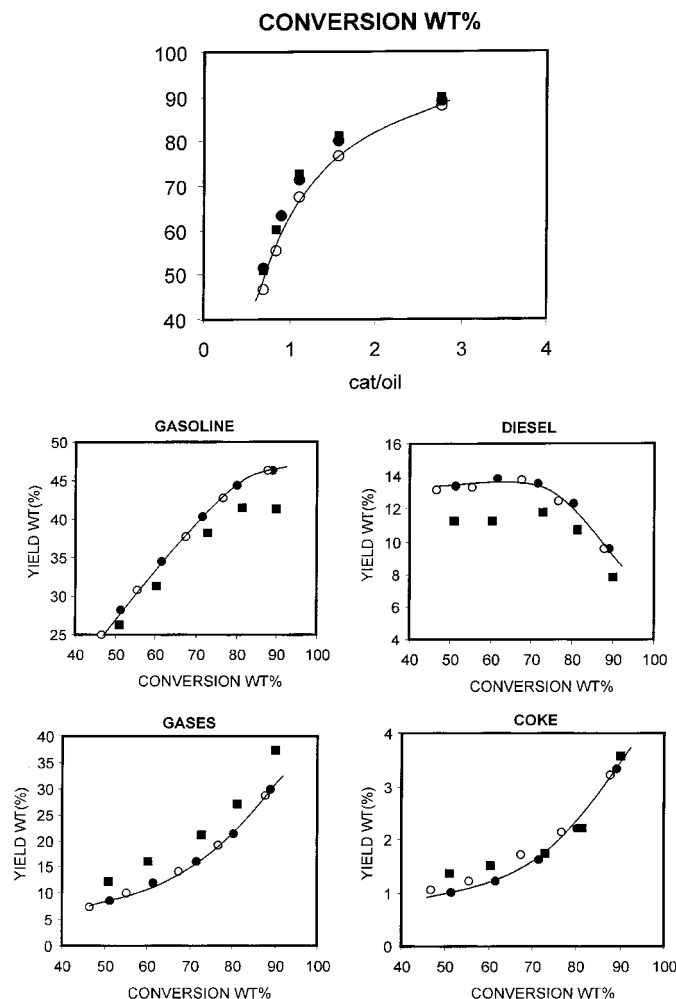 CONVERSION WT%
100
90
80
70
60
50
40
0 1 2 3 4
cat/oil
GASOLINE
50
45
40
35
30
25
40 50 60 70 80 90 100
YIELD WT(%)
CONVERSION WT%
DIESEL
16
14
12
10
8
6
4
40 50 60 70 80 90 100
YIELD WT(%)
CONVERSION WT%
GASES
40
35
30
25
20
15
10
5
0
40 50 60 70 80 90 100
YIELD WT(%)
CONVERSION WT%
COKE
4
3
2
1
0
40 50 60 70 80 90 100
YIELD WT(%)
CONVERSION WT%